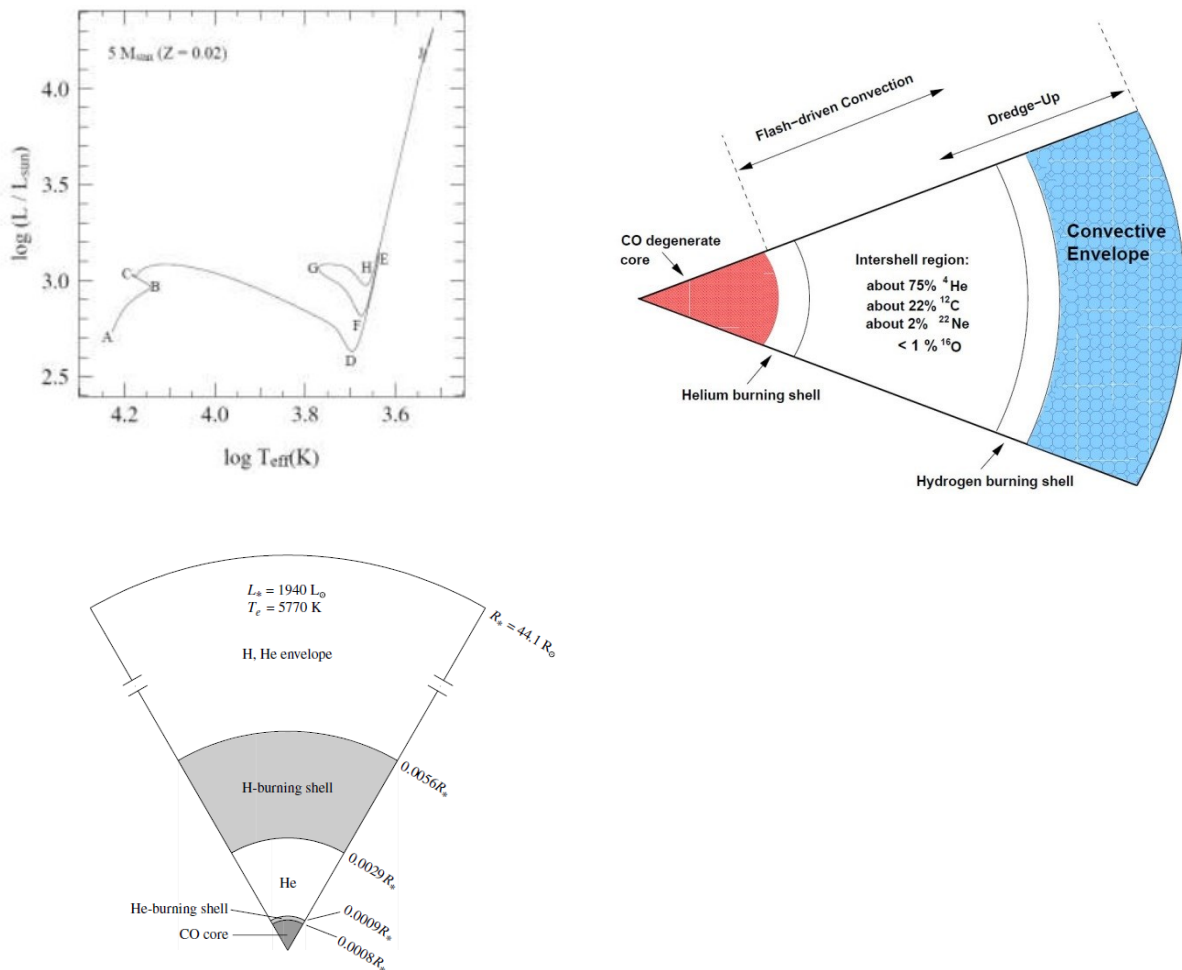 5 Msun (Z = 0.02)
log (L / Lsun)
4.0
3.5
3.0
2.5
4.2
4.0
3.8
3.6
log Teff(K)
A
B
C
D
E
F
G
H
J
Flash-driven Convection
Dredge-Up
CO degenerate
core
Convective
Envelope
Intershell region:
about 75% ⁴He
about 22% ¹²C
about 2% ²²Ne
< 1 % ¹⁶O
Helium burning shell
Hydrogen burning shell
L* = 1940 L⊙
Te = 5770 K
R* = 44.1 R⊙
H, He envelope
H-burning shell
0.0056R*
0.0029R*
He
He-burning shell
0.0009R*
CO core
0.0008R*